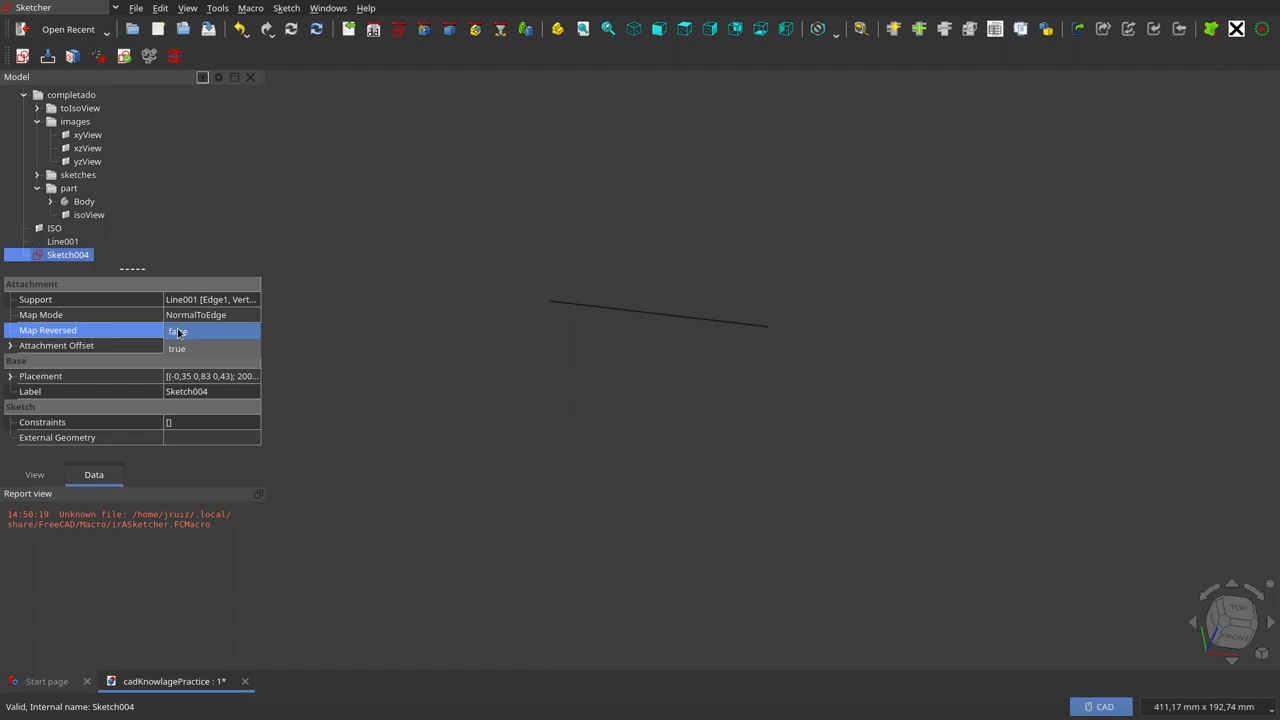 Sketcher
File Edit View Tools Macro Sketch Windows Help
Open Recent
Model
completado
toIsoView
images
xyView
xzView
yzView
sketches
part
Body
isoView
ISO
Line001
Sketch004
Attachment
Support Line001 [Edge1, Vert...
Map Mode NormalToEdge
Map Reversed
true
Attachment Offset
Base
Placement [(-0,35 0,83 0,43); 200...
Label Sketch004
Sketch
Constraints []
External Geometry
View Data
Report view
14:50:19 Unknown file: /home/jruiz/.local/
share/FreeCAD/Macro/irASketcher.FCMacro
TOP
FRONT
Start page cadKnowlagePractice : 1*
Valid, Internal name: Sketch004 CAD 411,17 mm x 192,74 mm